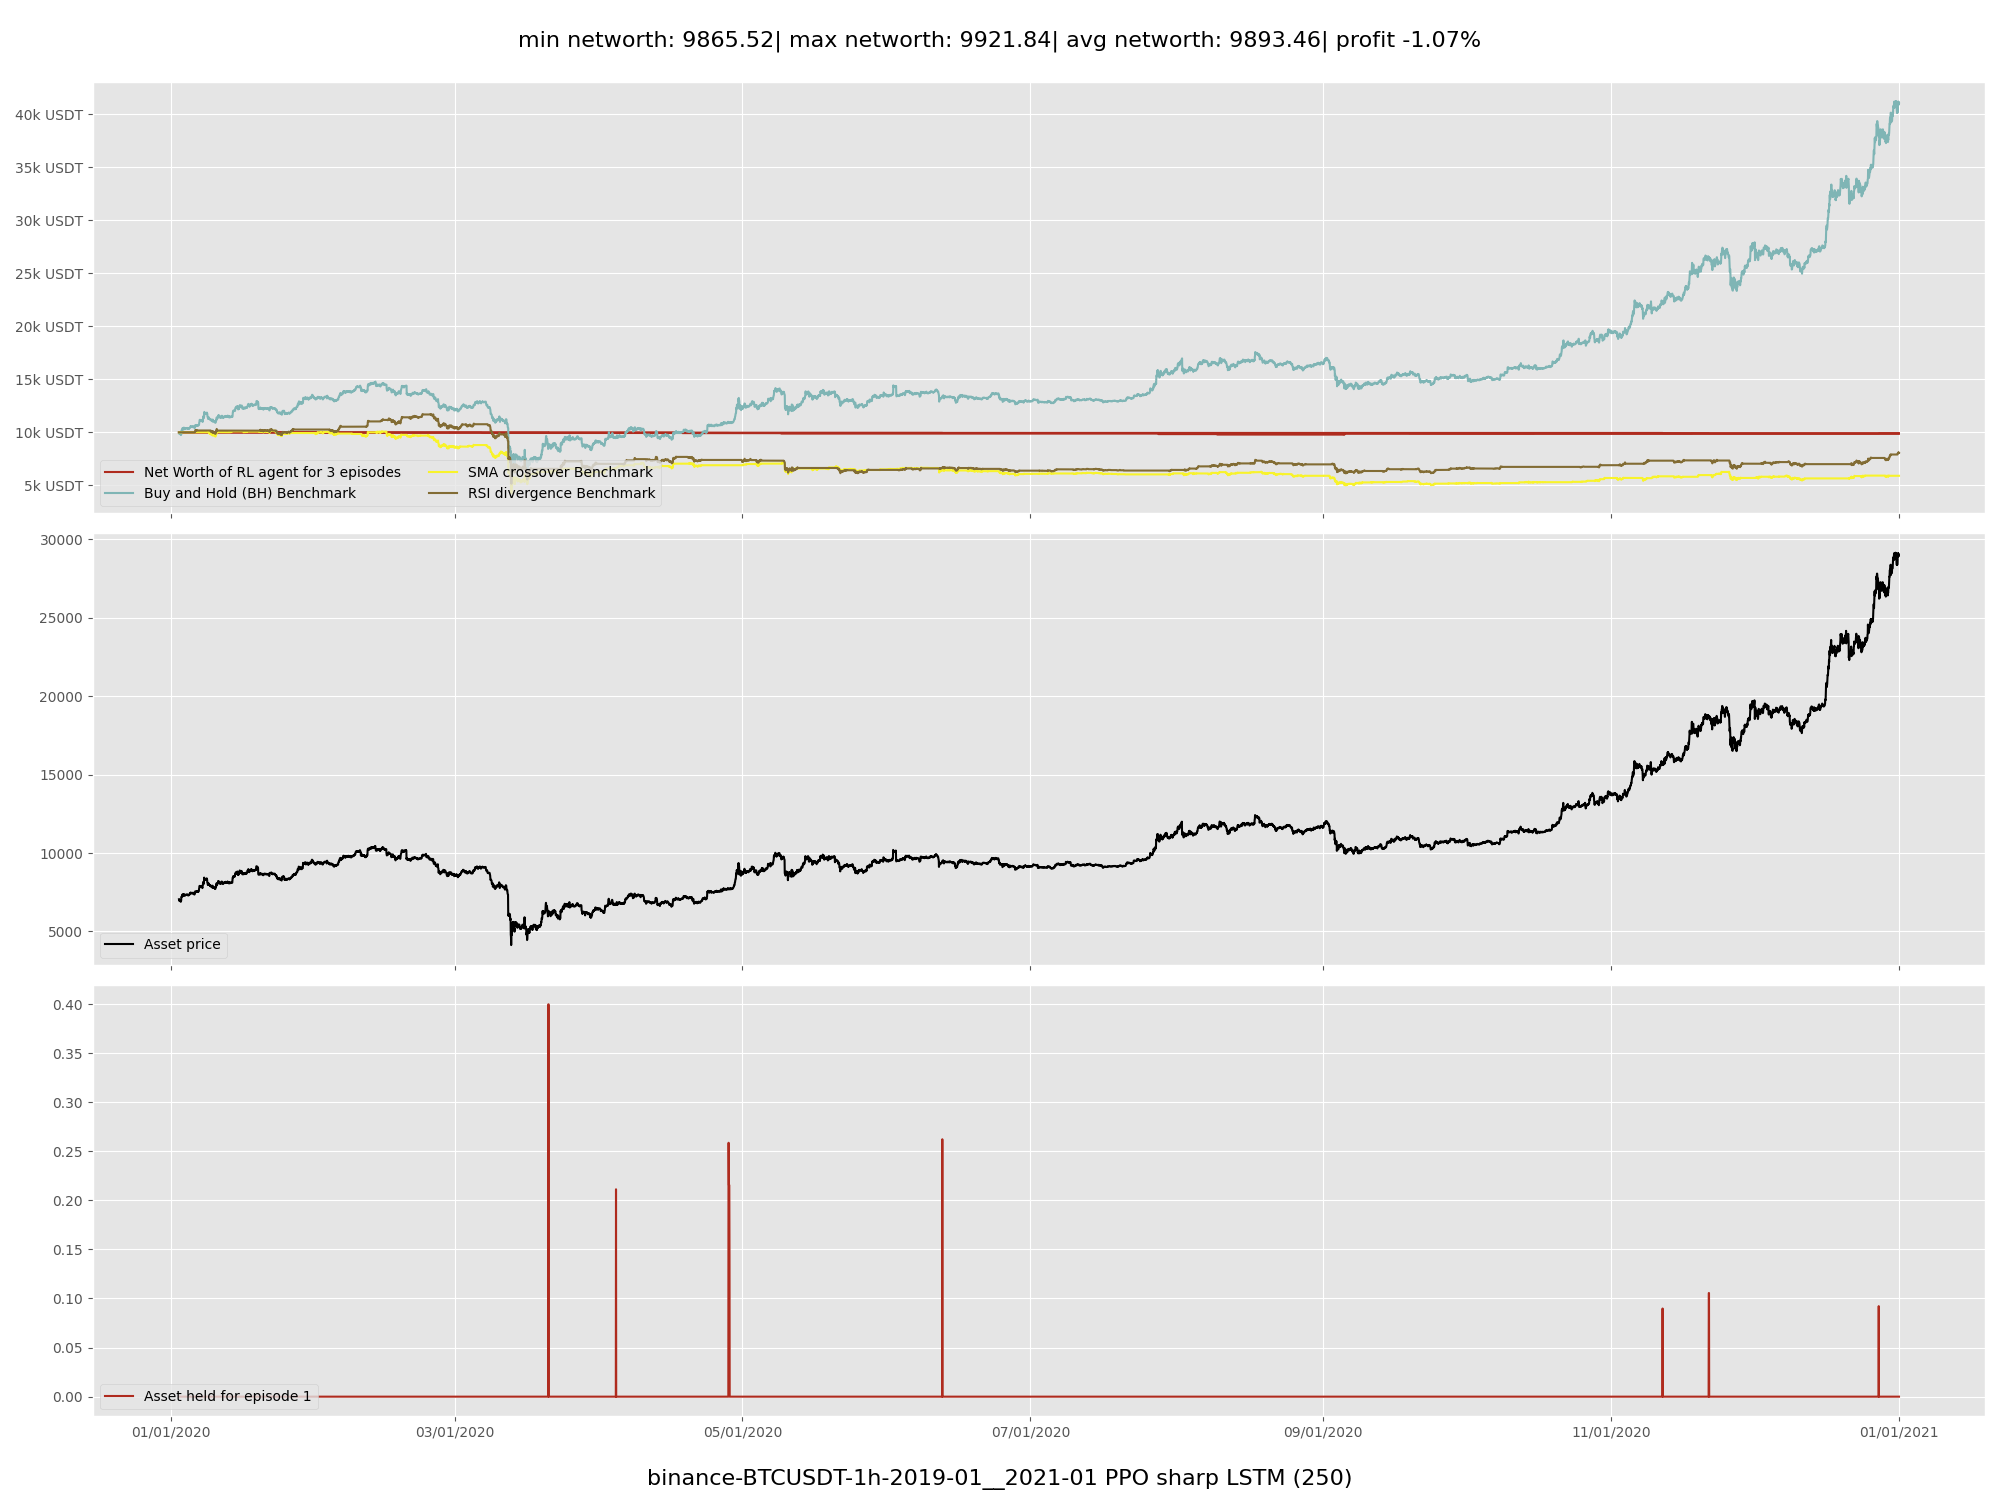 min networth: 9865.52| max networth: 9921.84| avg networth: 9893.46| profit -1.07%
40k USDT
35k USDT
30k USDT
25k USDT
20k USDT
15k USDT
10k USDT
5k USDT
Net Worth of RL agent for 3 episodes
Buy and Hold (BH) Benchmark
SMA crossover Benchmark
RSI divergence Benchmark
30000
25000
20000
15000
10000
5000
Asset price
0.40
0.35
0.30
0.25
0.20
0.15
0.10
0.05
0.00
Asset held for episode 1
01/01/2020 03/01/2020 05/01/2020 07/01/2020 09/01/2020 11/01/2020 01/01/2021
binance-BTCUSDT-1h-2019-01__2021-01 PPO sharp LSTM (250)